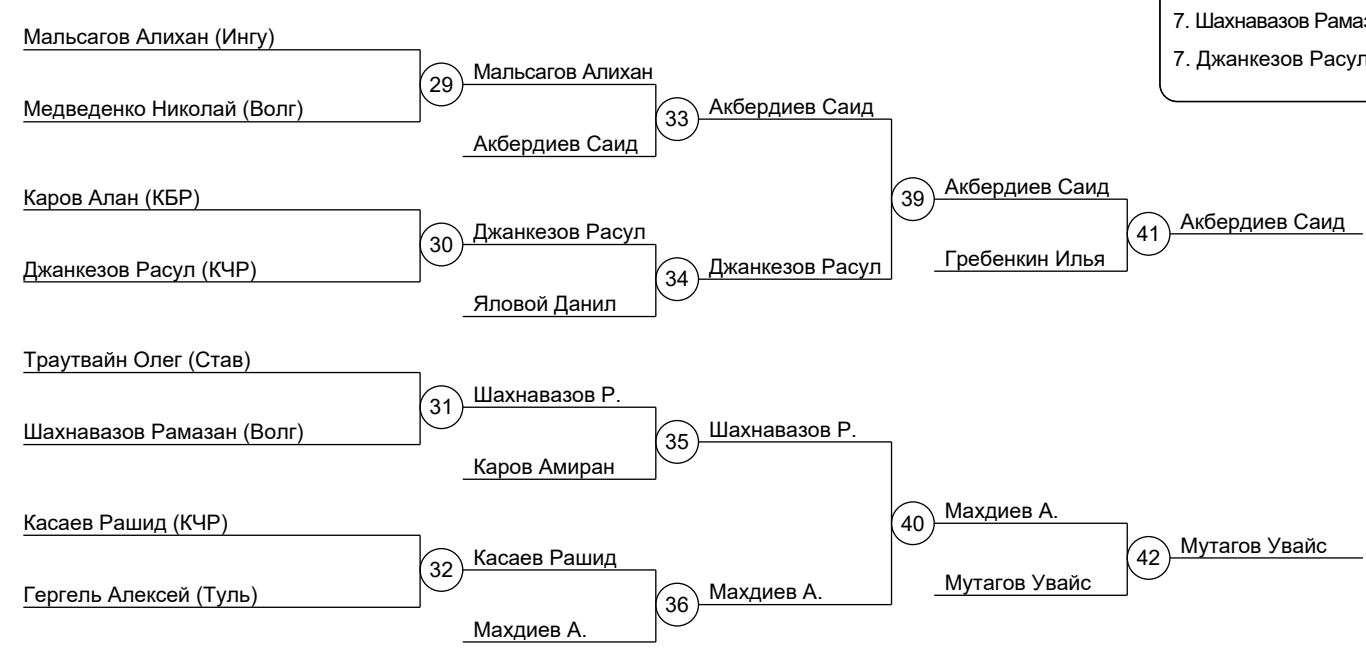 7. Шахнавазов Рамаз
7. Джанкезов Расул
Мальсагов Алихан (Ингу)
29
Мальсагов Алихан
Медведенко Николай (Волг)
33
Акбердиев Саид
Акбердиев Саид
Каров Алан (КБР)
39
Акбердиев Саид
30
Джанкезов Расул
41
Акбердиев Саид
Джанкезов Расул (КЧР)
34
Джанкезов Расул
Гребенкин Илья
Яловой Данил
Траутвайн Олег (Став)
31
Шахнавазов Р.
Шахнавазов Рамазан (Волг)
35
Шахнавазов Р.
Каров Амиран
Касаев Рашид (КЧР)
40
Махдиев А.
32
Касаев Рашид
42
Мутагов Увайс
Гергель Алексей (Туль)
36
Махдиев А.
Мутагов Увайс
Махдиев А.